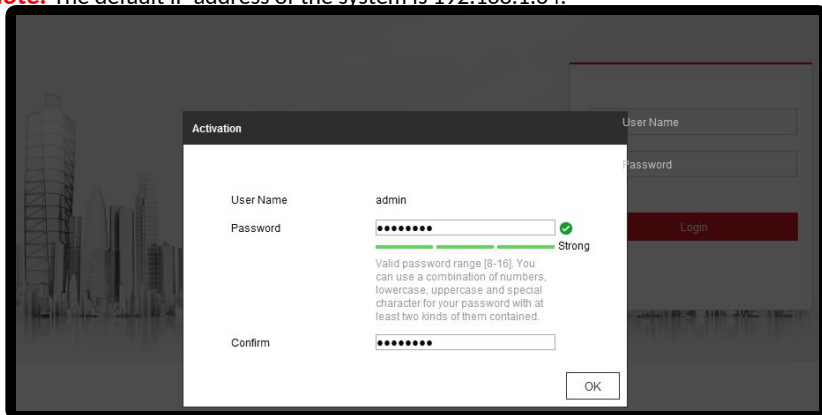 Note: The default IP address of the system is 192.168.1.64.
Activation
User Name
Password
Login
User Name admin
Password ••••••••
Strong
Valid password range [8-16]. You
can use a combination of numbers,
lowercase, uppercase and special
character for your password with at
least two kinds of them contained.
Confirm ••••••••
OK